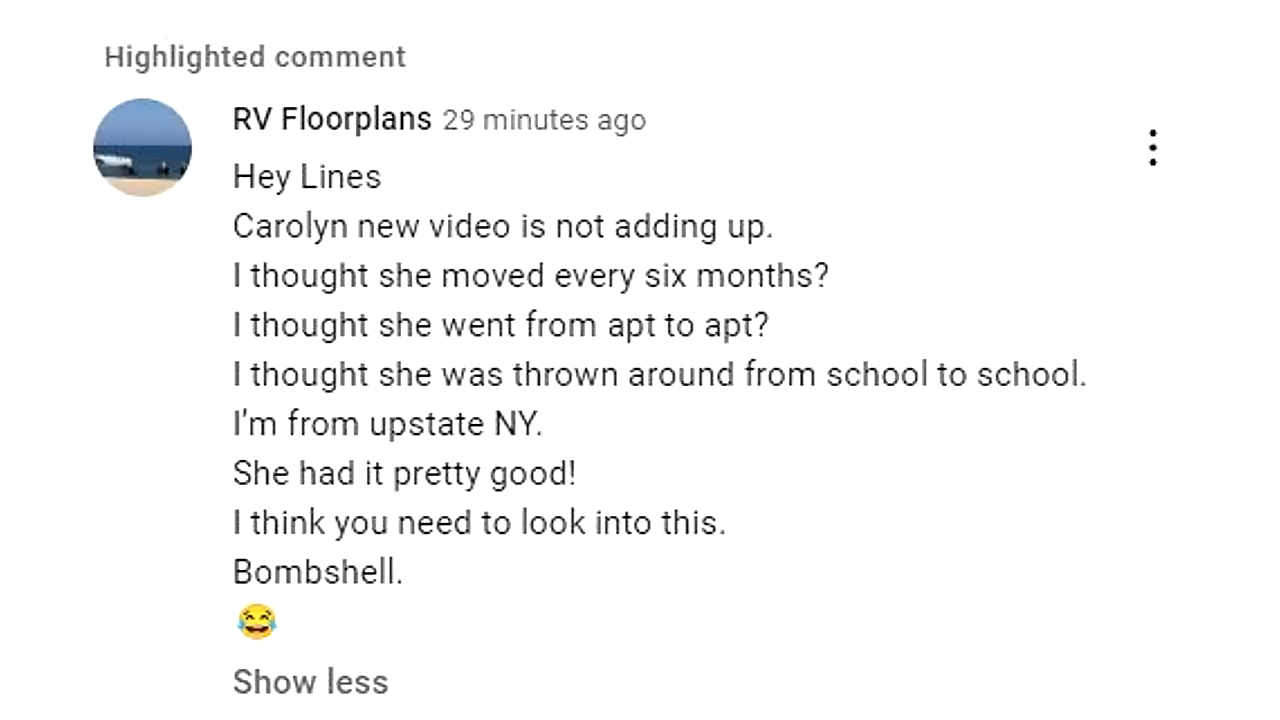 Highlighted comment
RV Floorplans 29 minutes ago
Hey Lines
Carolyn new video is not adding up.
I thought she moved every six months?
I thought she went from apt to apt?
I thought she was thrown around from school to school.
I'm from upstate NY.
She had it pretty good!
I think you need to look into this.
Bombshell.
😂
Show less